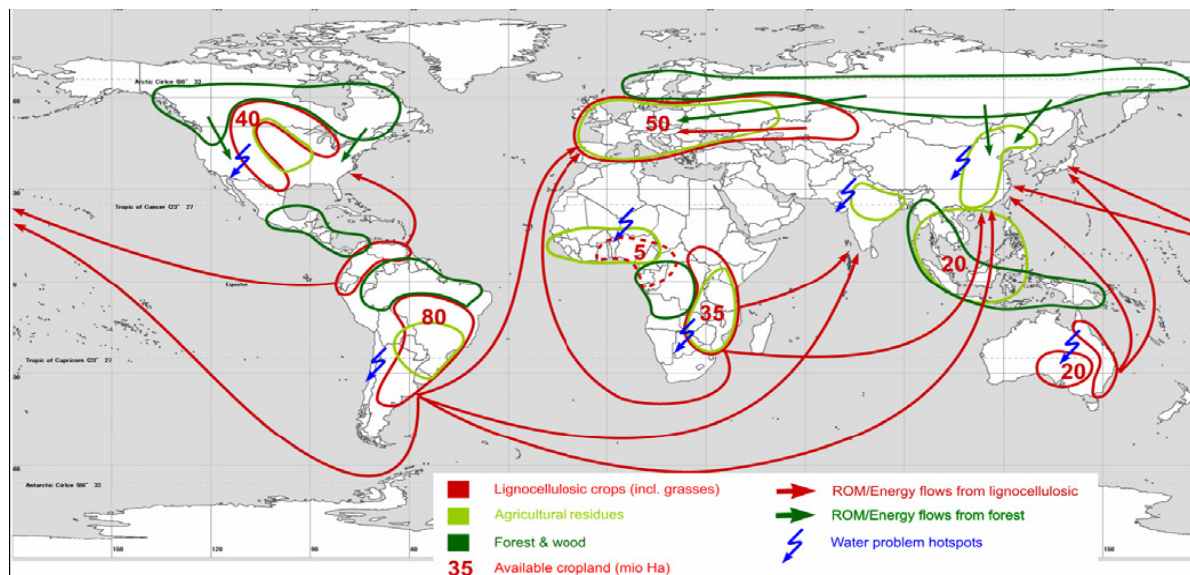 Arctic Cirlce (66° 33
60
40
50
30
Tropic of Cancer (23° 27
5
20
0
Equator
35
80
Tropic of Capricorn (23° 27
30
20
60
Antarctic Cirlce (66° 33
Lignocellulosic crops (incl. grasses)
ROM/Energy flows from lignocellulosic
Agricultural residues
ROM/Energy flows from forest
Forest & wood
Water problem hotspots
35 Available cropland (mio Ha)
150
120
90
60
150